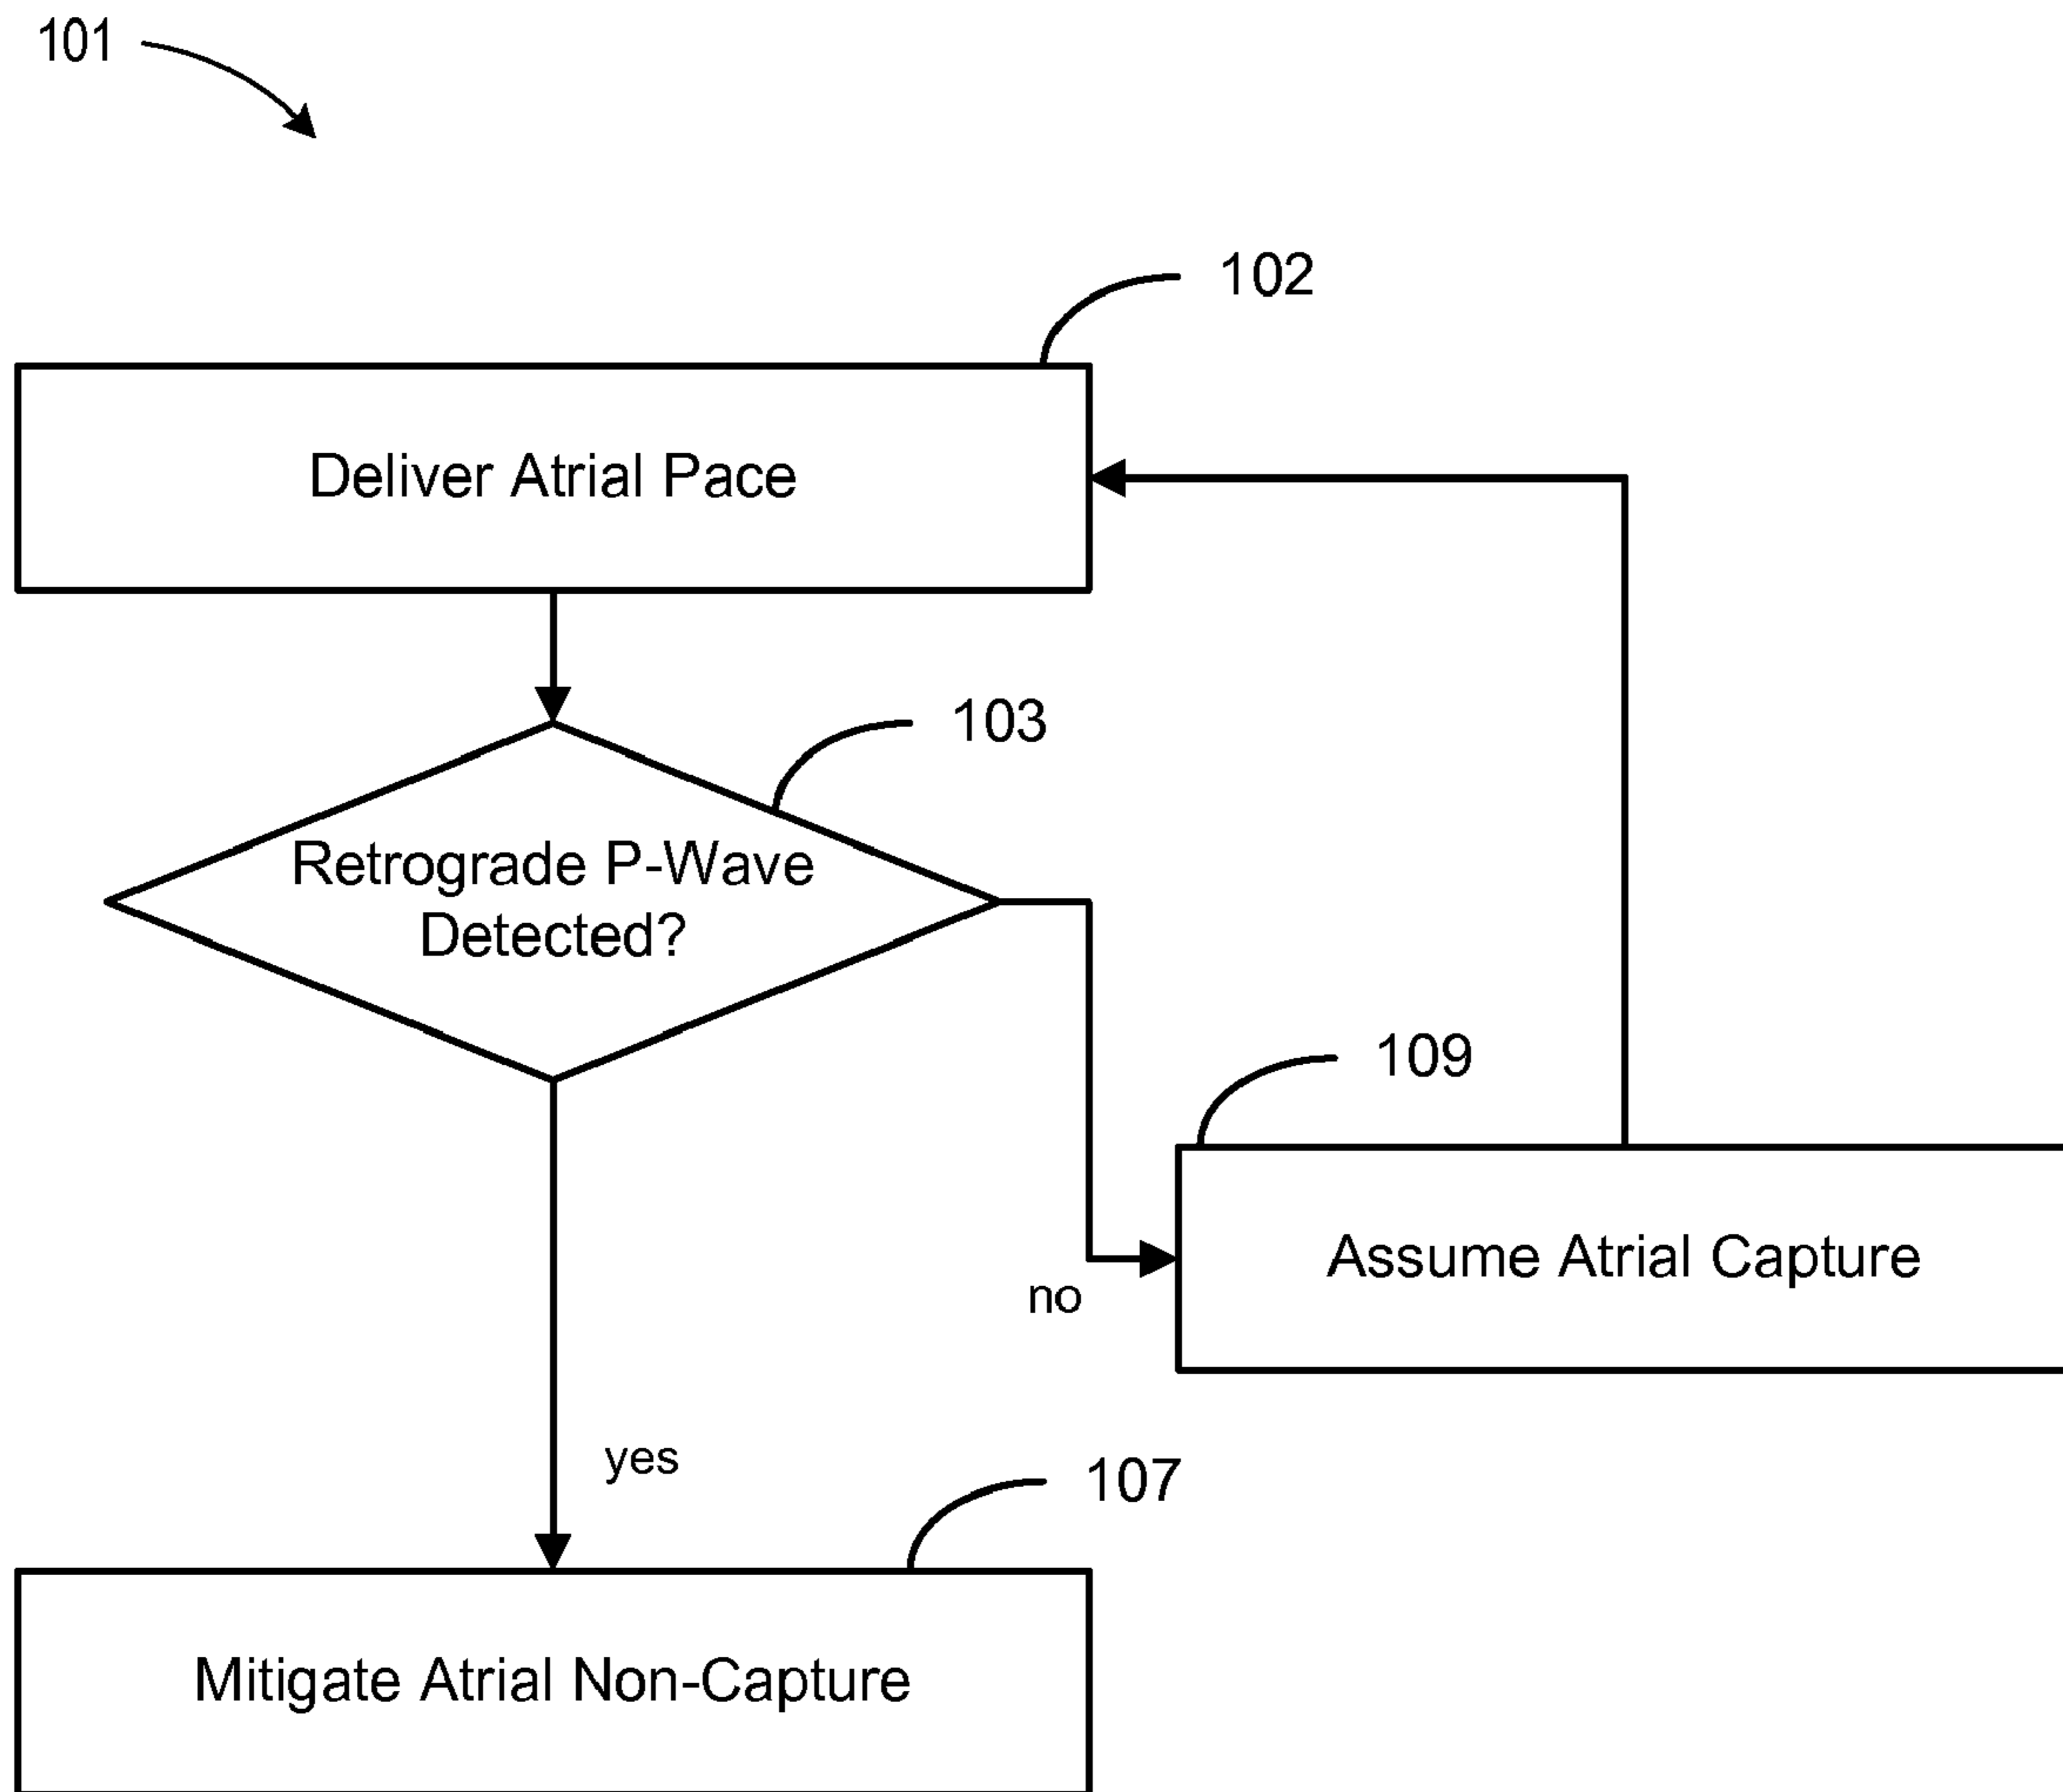 101
102
Deliver Atrial Pace
103
Retrograde P-Wave
Detected?
109
Assume Atrial Capture
no
yes
107
Mitigate Atrial Non-Capture